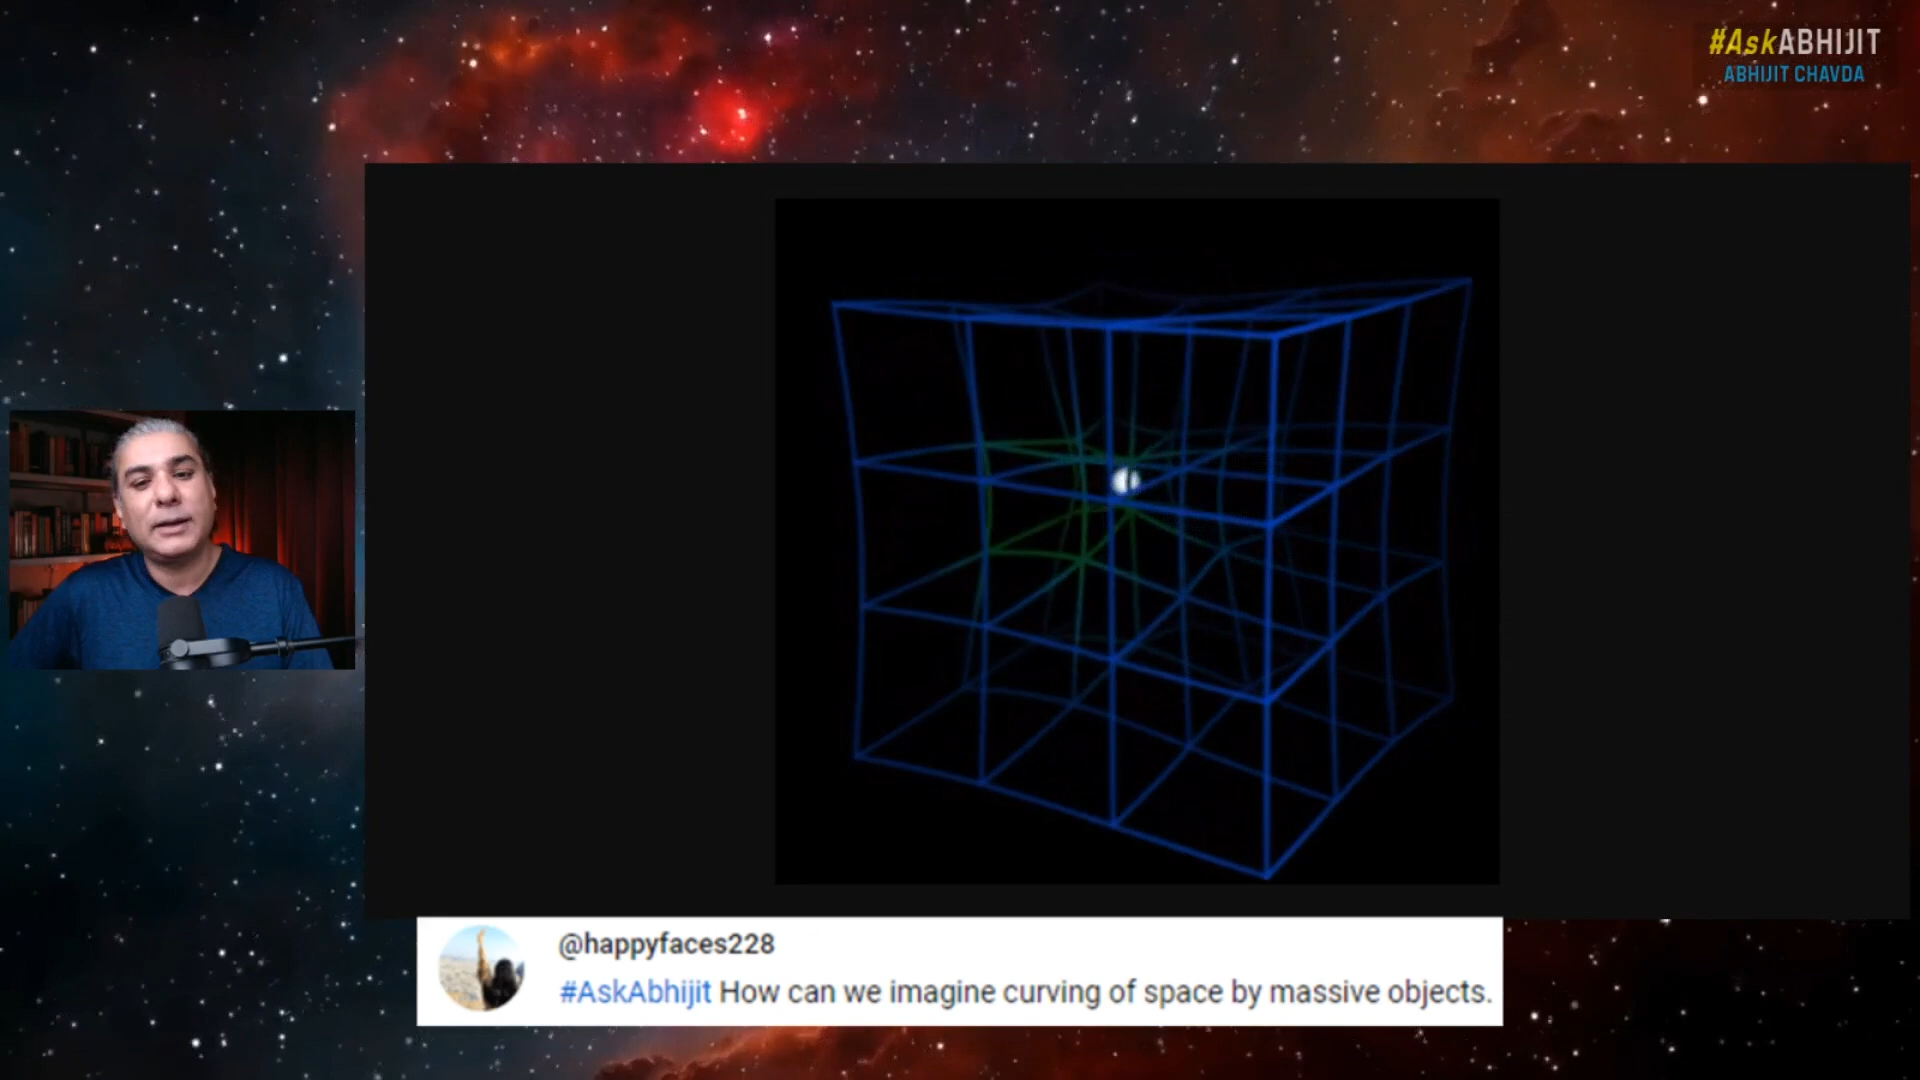 #AskABHIJIT
ABHIJIT CHAVDA
@happyfaces228
#AskAbhijit How can we imagine curving of space by massive objects.